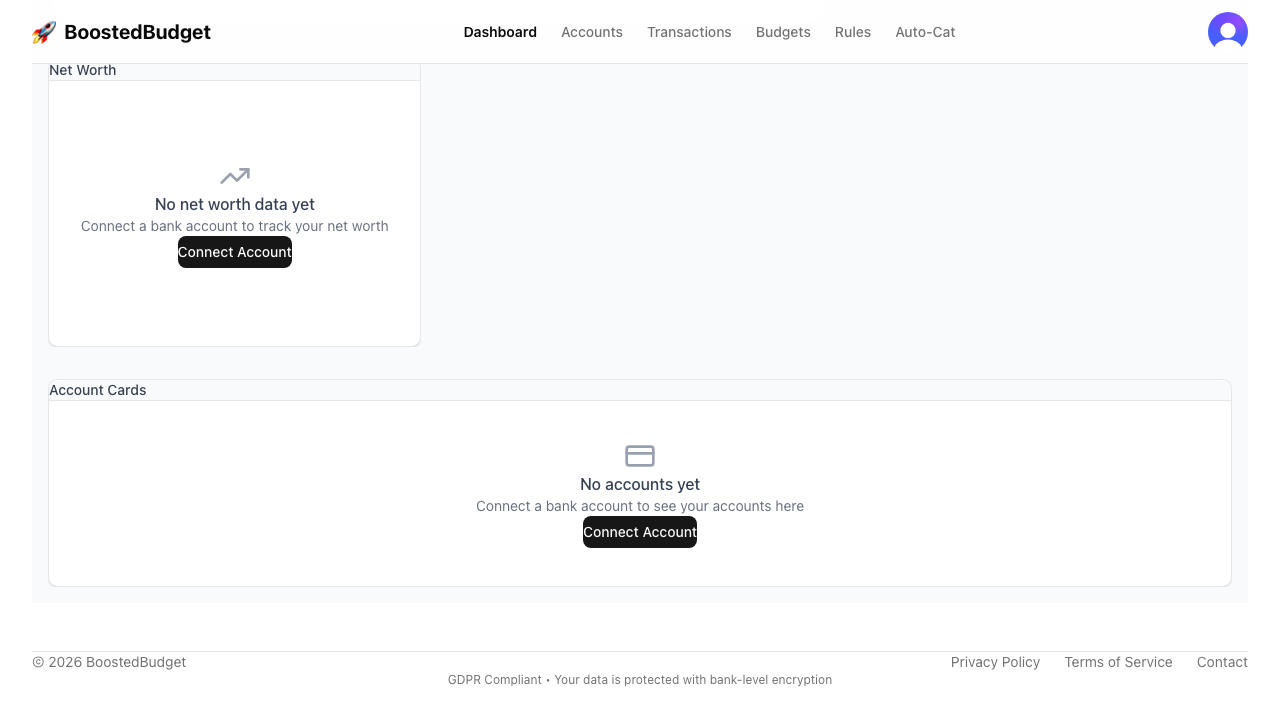 🚀 BoostedBudget
Dashboard Accounts Transactions Budgets Rules Auto-Cat
Net Worth
No net worth data yet
Connect a bank account to track your net worth
Connect Account
Account Cards
No accounts yet
Connect a bank account to see your accounts here
Connect Account
© 2026 BoostedBudget
Privacy Policy Terms of Service Contact
GDPR Compliant • Your data is protected with bank-level encryption